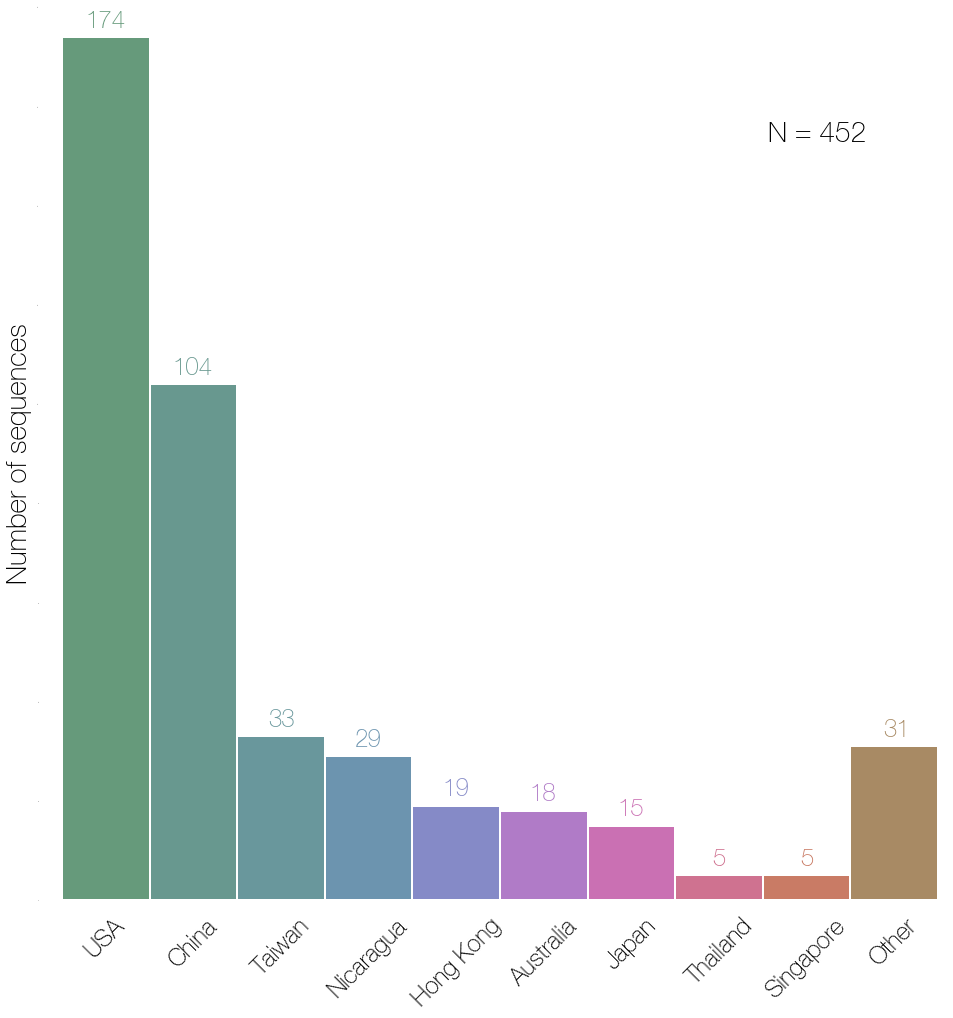 174
N = 452
104
Number of sequences
33
29
31
19
18
15
5
5
USA
China
Taiwan
Nicaragua
Hong Kong
Australia
Japan
Thailand
Singapore
Other